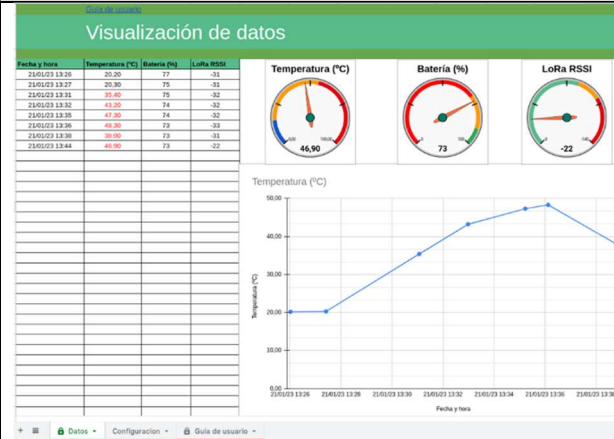 Guía de usuario
Visualización de datos
Fecha y hora Temperatura (ºC) Batería (%) LoRa RSSI
21/01/23 13:26 20,20 77 -31
21/01/23 13:27 20,30 75 -31
21/01/23 13:31 35,40 75 -32
21/01/23 13:32 43,20 74 -32
21/01/23 13:35 47,30 74 -32
21/01/23 13:36 48,30 73 -33
21/01/23 13:38 38,90 73 -31
21/01/23 13:44 46,90 73 -22
Temperatura (ºC) Batería (%) LoRa RSSI
46,90 73 -22
Temperatura (ºC)
50,00
40,00
30,00
20,00
10,00
0,00
Temperatura (ºC)
21/01/23 13:26 21/01/23 13:28 21/01/23 13:30 21/01/23 13:32 21/01/23 13:34 21/01/23 13:36 21/01/23 13:38
Fecha y hora
+ Datos Configuracion Guia de usuario